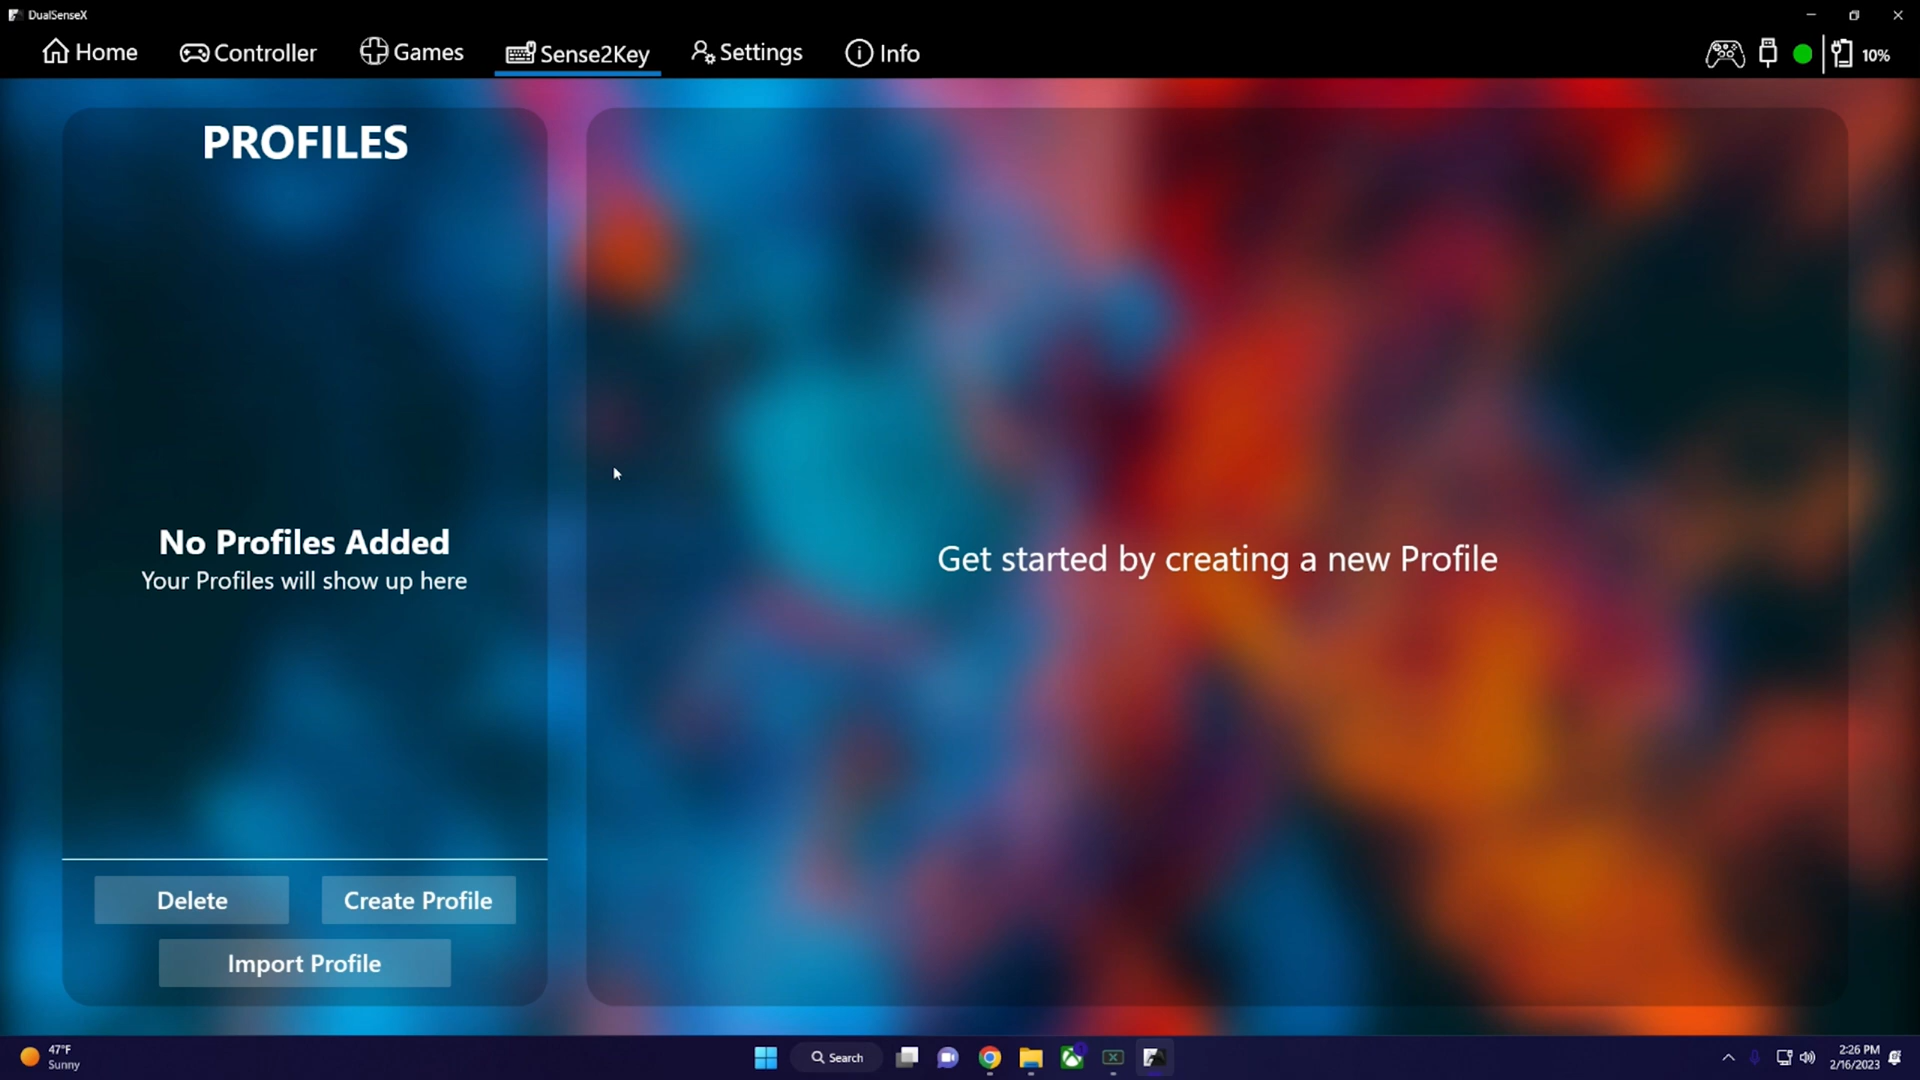 DualSenseX
Home Controller Games Sense2Key Settings Info 10%
PROFILES
No Profiles Added
Your Profiles will show up here
Get started by creating a new Profile
Delete Create Profile
Import Profile
47°F
Sunny
Search
2:26 PM
2/16/2023